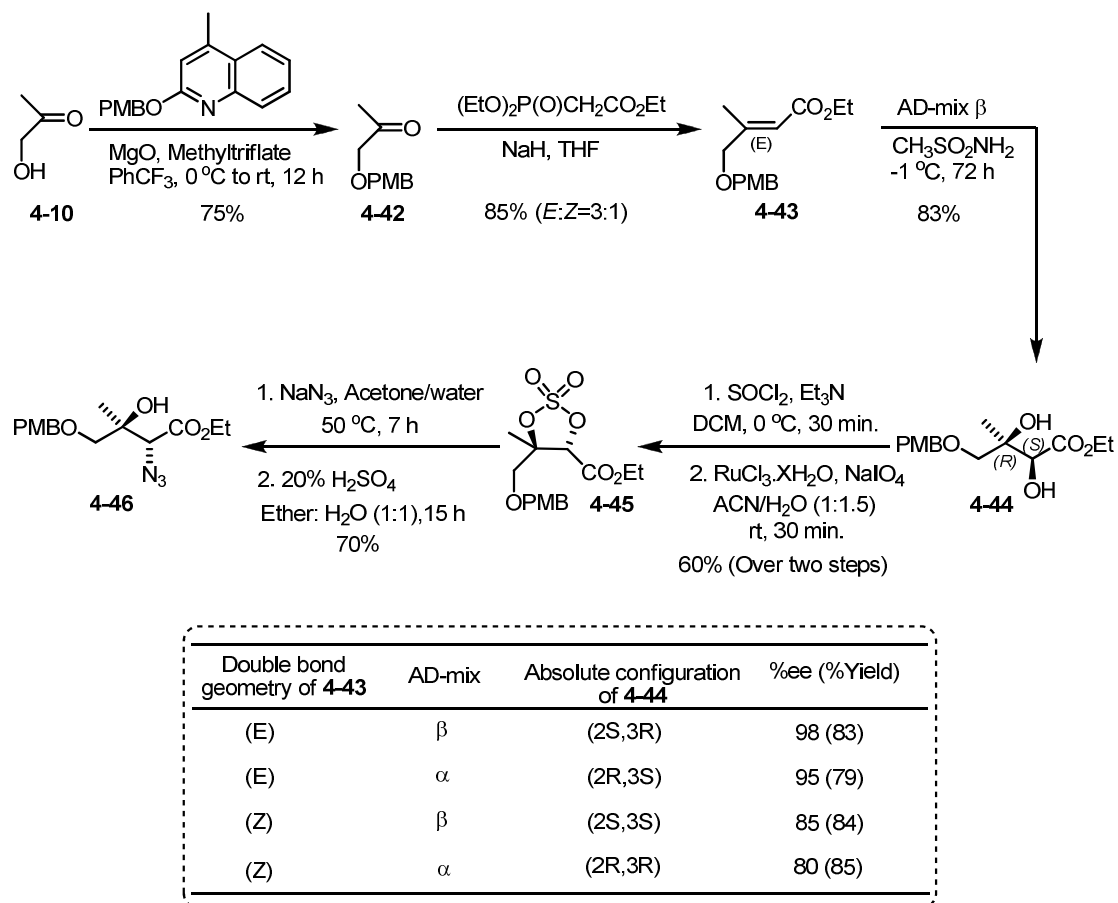 PMBO
N
O
OH
4-10
MgO, Methyltriflate
PhCF3, 0 °C to rt, 12 h
75%
O
OPMB
4-42
(EtO)2P(O)CH2CO2Et
NaH, THF
85% (E:Z=3:1)
CO2Et
(E)
OPMB
4-43
AD-mix β
CH3SO2NH2
-1 °C, 72 h
83%
OH
PMBO
(R)
(S)
CO2Et
OH
4-44
1. SOCl2, Et3N
DCM, 0 °C, 30 min.
2. RuCl3.XH2O, NaIO4
ACN/H2O (1:1.5)
rt, 30 min.
60% (Over two steps)
O
O
S
O
O
CO2Et
OPMB
4-45
1. NaN3, Acetone/water
50 °C, 7 h
2. 20% H2SO4
Ether: H2O (1:1),15 h
70%
OH
PMBO
CO2Et
N3
4-46
Double bond geometry of 4-43 AD-mix Absolute configuration of 4-44 %ee (%Yield)
(E) β (2S,3R) 98 (83)
(E) α (2R,3S) 95 (79)
(Z) β (2S,3S) 85 (84)
(Z) α (2R,3R) 80 (85)